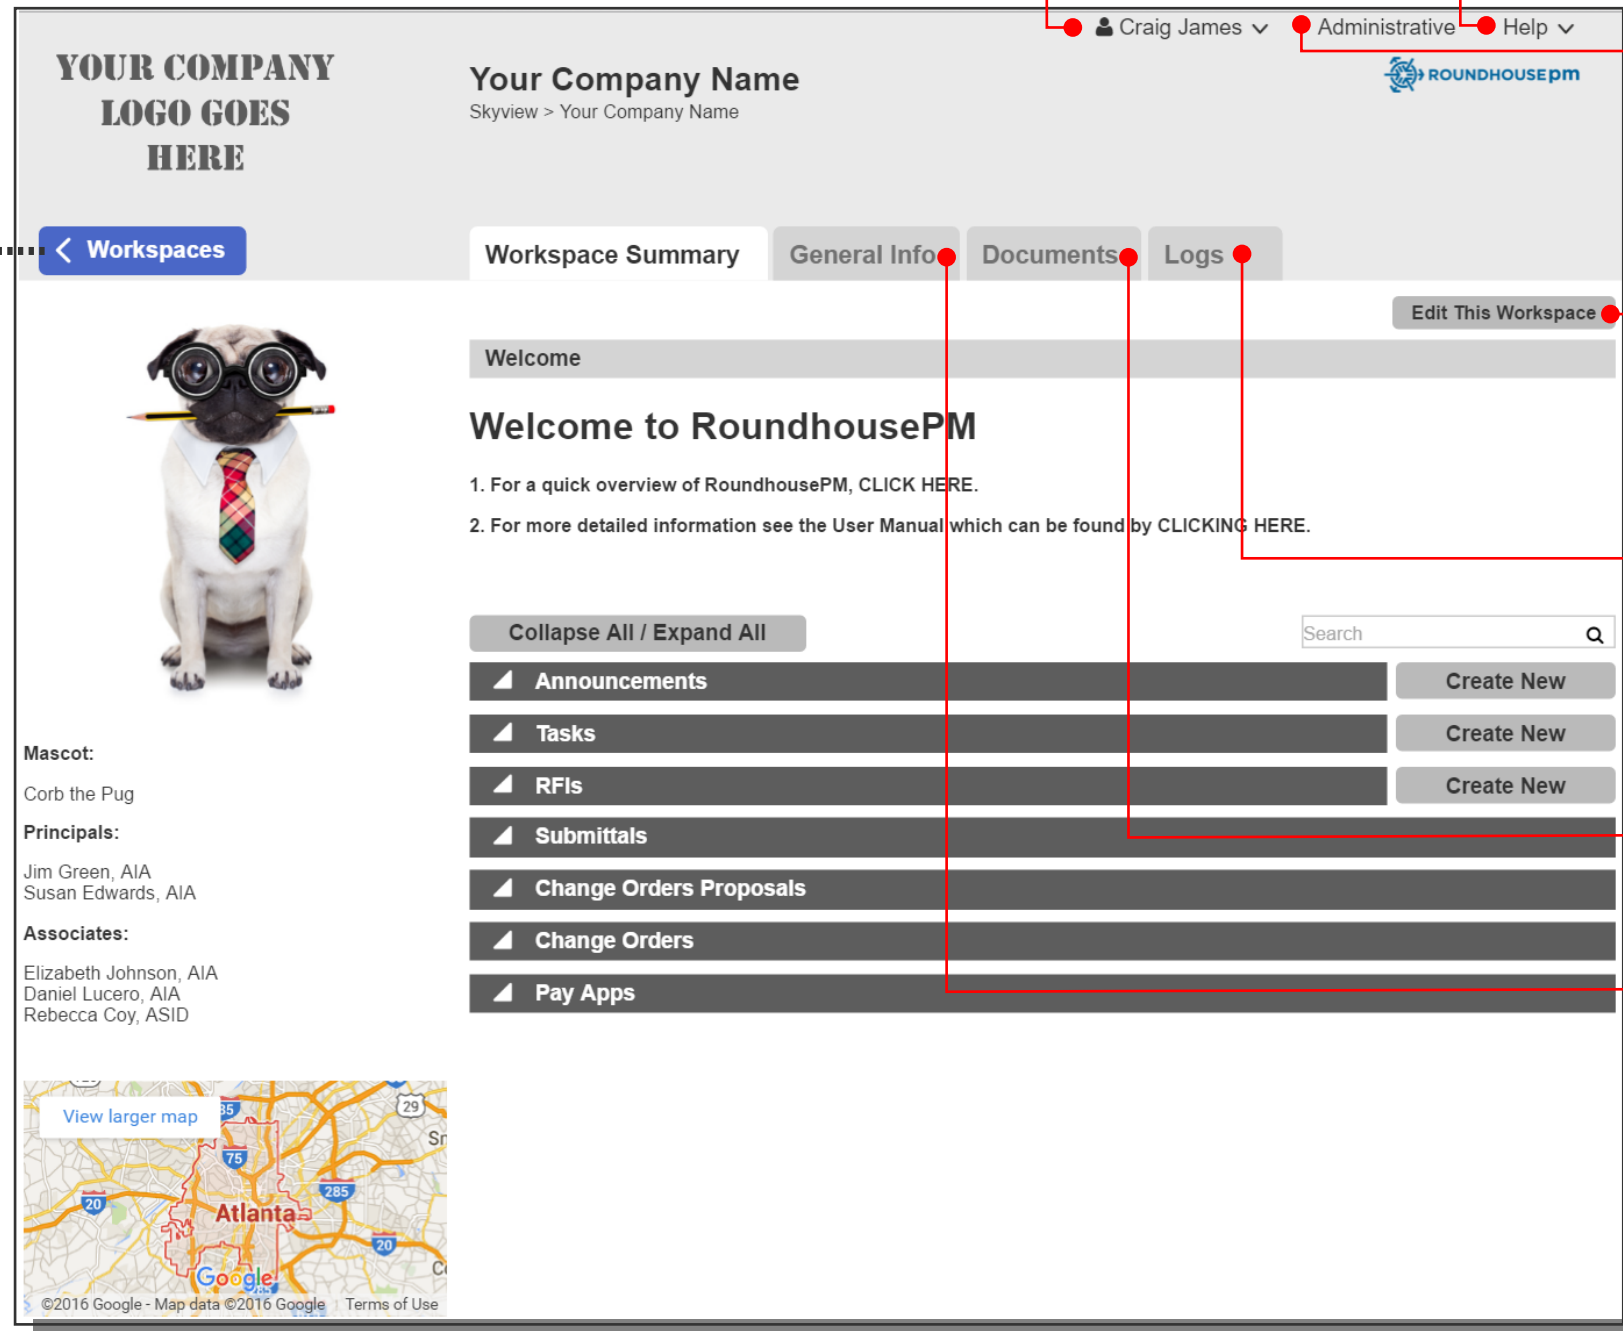 Craig James
Administrative
Help
YOUR COMPANY
LOGO GOES
HERE
Your Company Name
Skyview > Your Company Name
ROUNDHOUSEpm
Workspaces
Workspace Summary
General Info
Documents
Logs
Edit This Workspace
Welcome
Welcome to RoundhousePM
1. For a quick overview of RoundhousePM, CLICK HERE.
2. For more detailed information see the User Manual which can be found by CLICKING HERE.
Collapse All / Expand All
Search
Announcements
Create New
Tasks
Create New
RFIs
Create New
Submittals
Change Orders Proposals
Change Orders
Pay Apps
Mascot:
Corb the Pug
Principals:
Jim Green, AIA
Susan Edwards, AIA
Associates:
Elizabeth Johnson, AIA
Daniel Lucero, AIA
Rebecca Coy, ASID
View larger map
29
75
285
20
Atlanta
20
Google
©2016 Google - Map data ©2016 Google
Terms of Use